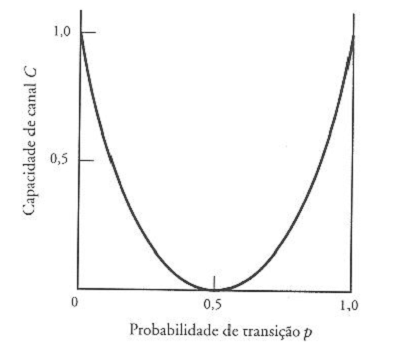 1,0
Capacidade de canal C
0,5
0
0,5
1,0
Probabilidade de transição p